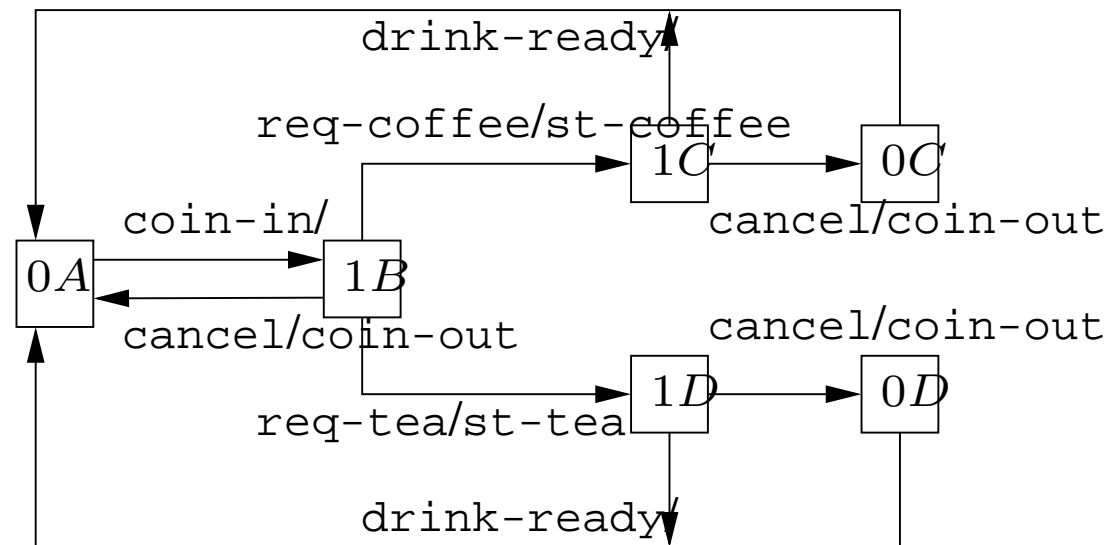 drink-ready/
req-coffee/st-coffee
1C
0C
coin-in/
cancel/coin-out
0A
1B
cancel/coin-out
cancel/coin-out
1D
0D
req-tea/st-tea
drink-ready/